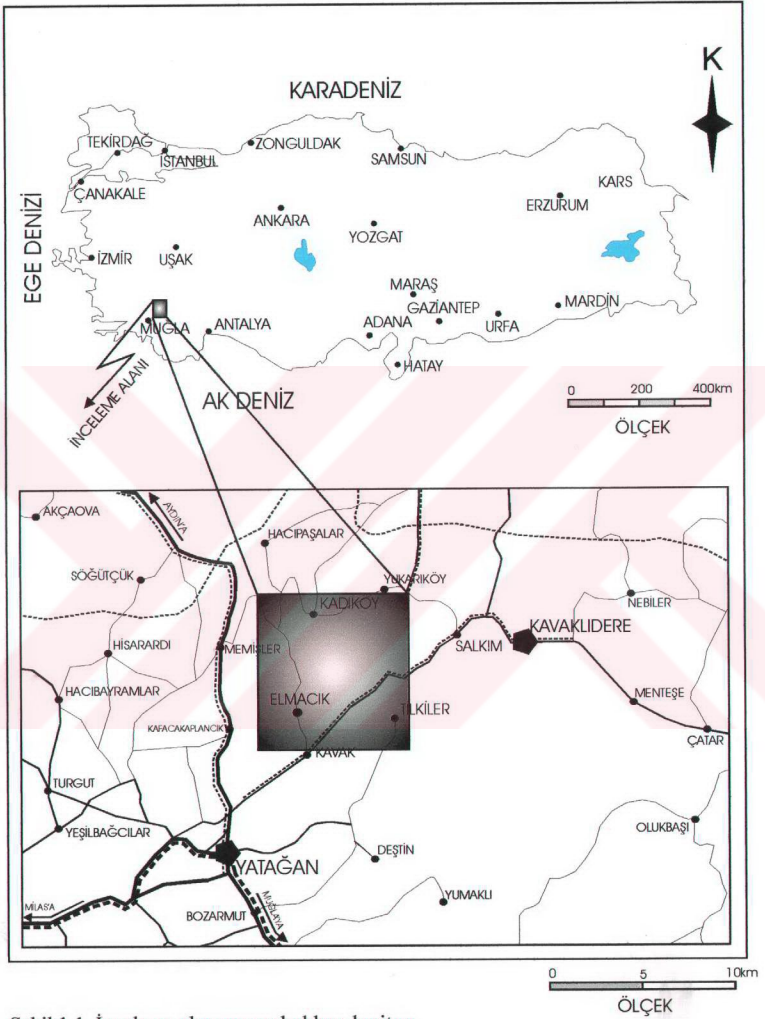 K
KARADENİZ
TEKİRDAĞ
İSTANBUL
ZONGULDAK
SAMSUN
KARS
ÇANAKALE
ERZURUM
ANKARA
YOZGAT
EGE DENİZİ
İZMİR
UŞAK
MARAŞ
GAZİANTEP
MARDİN
MUĞLA
ANTALYA
ADANA
URFA
HATAY
İNCELEME ALANI
AK DENİZ
0 200 400km
ÖLÇEK
AKÇAOVA
AYDIN'A
HACIPAŞALAR
SÖĞÜTÇÜK
YUKARIKÖY
NEBİLER
KADIKÖY
KAVAKLIDERE
HİSARARDI
MEMİŞLER
SALKIM
HACIBAYRAMLAR
ELMACIK
TİLKİLER
MENTEŞE
KAFACAKAPLANCIK
ÇATAR
KAVAK
TURGUT
YEŞİLBAĞCILAR
OLUKBAŞI
DEŞTİN
YATAĞAN
YUMAKLI
MİLAS'A
BOZARMUT
MUĞLAYA
0 5 10km
ÖLÇEK